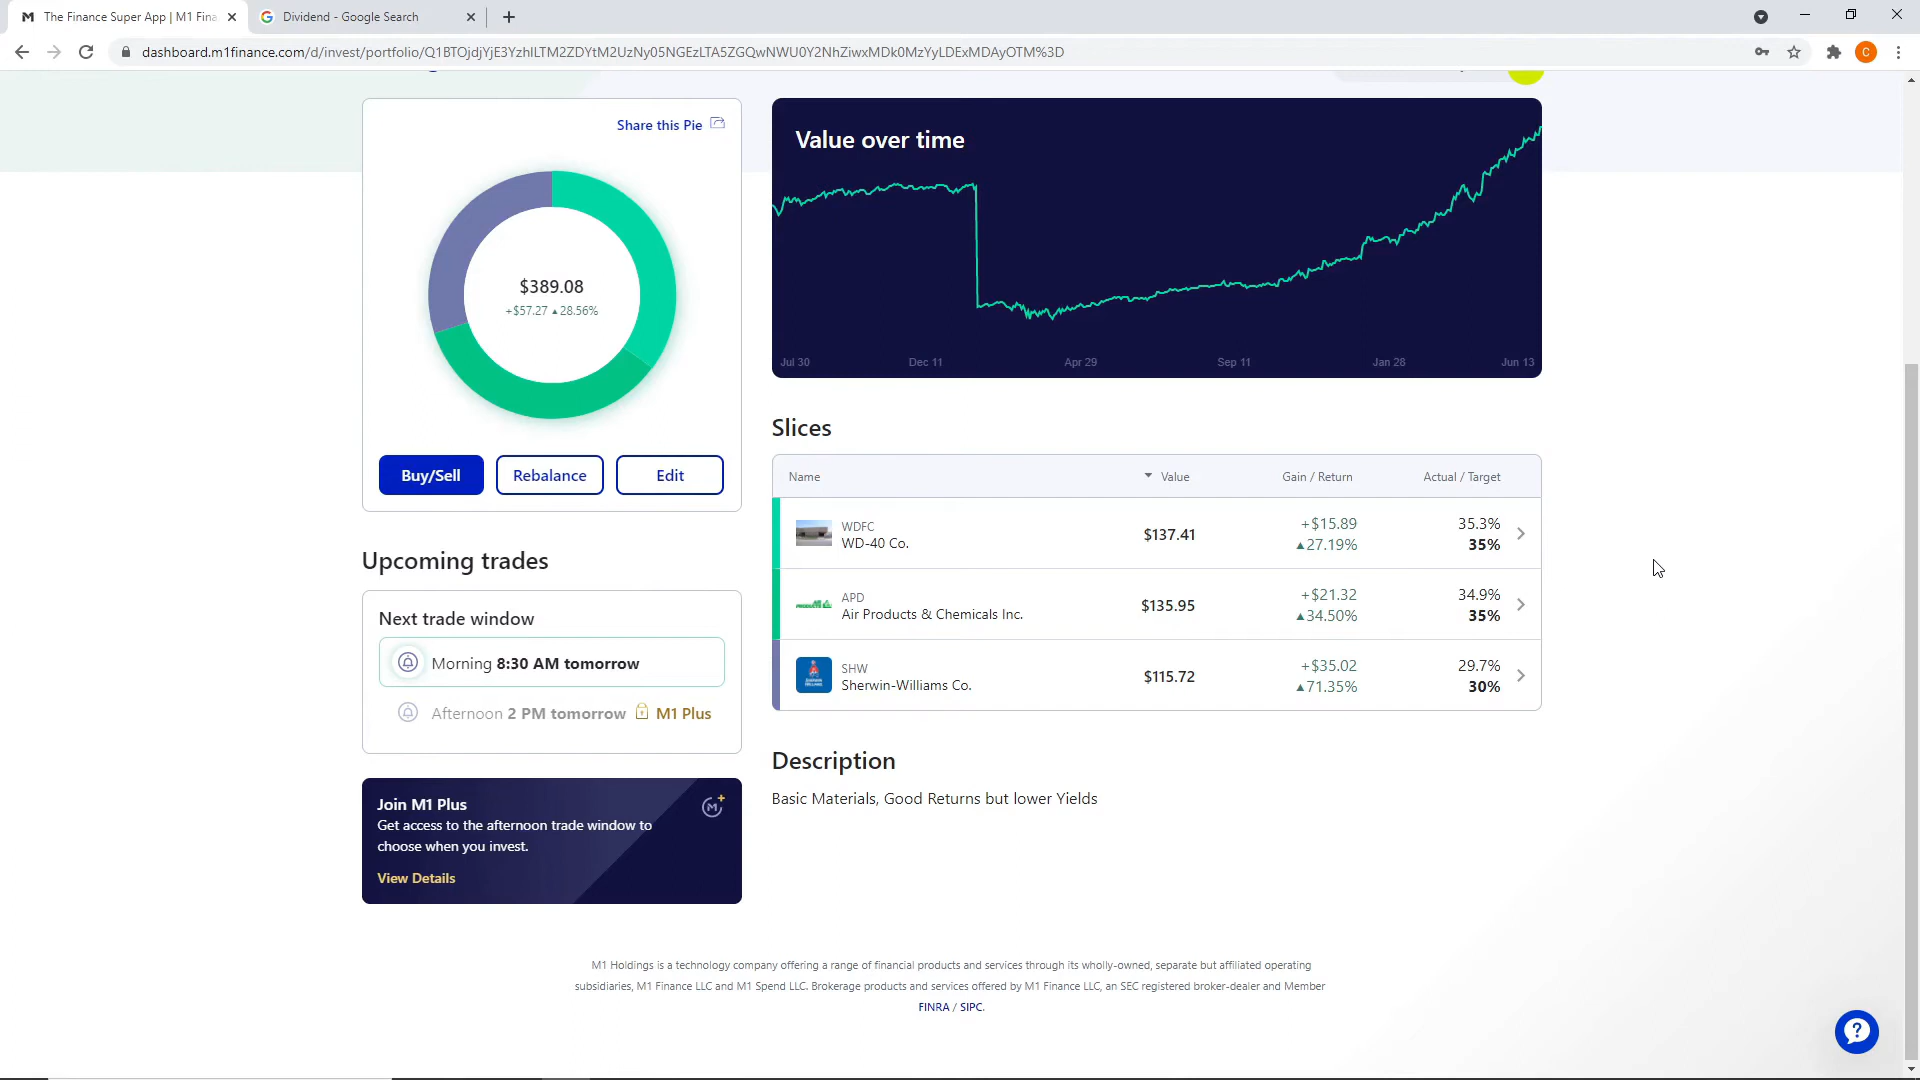 The Finance Super App | M1 Fina
Dividend - Google Search
dashboard.m1finance.com/d/invest/portfolio/Q1BTOjdjYjE3YzhlLTM2ZDYtM2UzNy05NGEzLTA5ZGQwNWU0Y2NhZiwxMDk0MzYyLDExMDAyOTM%3D
C
Share this Pie
$389.08
+$57.27 ▲28.56%
Buy/Sell
Rebalance
Edit
Upcoming trades
Next trade window
Morning 8:30 AM tomorrow
Afternoon 2 PM tomorrow M1 Plus
Join M1 Plus
Get access to the afternoon trade window to
choose when you invest.
View Details
Value over time
Jul 30 Dec 11 Apr 29 Sep 11 Jan 28 Jun 13
Slices
Name Value Gain / Return Actual / Target
WDFC
WD-40 Co.
$137.41
+$15.89
▲27.19%
35.3%
35%
APD
Air Products & Chemicals Inc.
$135.95
+$21.32
▲34.50%
34.9%
35%
SHW
Sherwin-Williams Co.
$115.72
+$35.02
▲71.35%
29.7%
30%
Description
Basic Materials, Good Returns but lower Yields
M1 Holdings is a technology company offering a range of financial products and services through its wholly-owned, separate but affiliated operating
subsidiaries, M1 Finance LLC and M1 Spend LLC. Brokerage products and services offered by M1 Finance LLC, an SEC registered broker-dealer and Member
FINRA / SIPC.